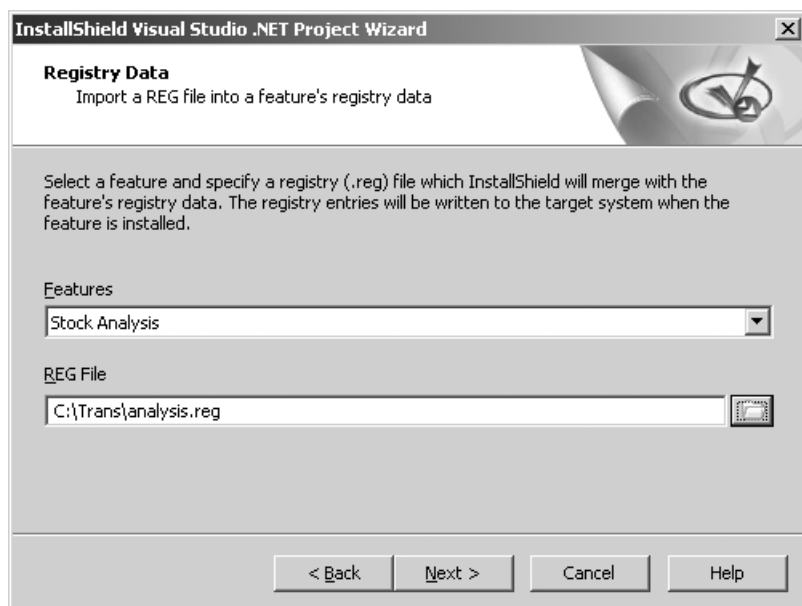 InstallShield Visual Studio .NET Project Wizard
Registry Data
Import a REG file into a feature's registry data
Select a feature and specify a registry (.reg) file which InstallShield will merge with the
feature's registry data. The registry entries will be written to the target system when the
feature is installed.
Features
Stock Analysis
REG File
C:\Trans\analysis.reg
< Back
Next >
Cancel
Help